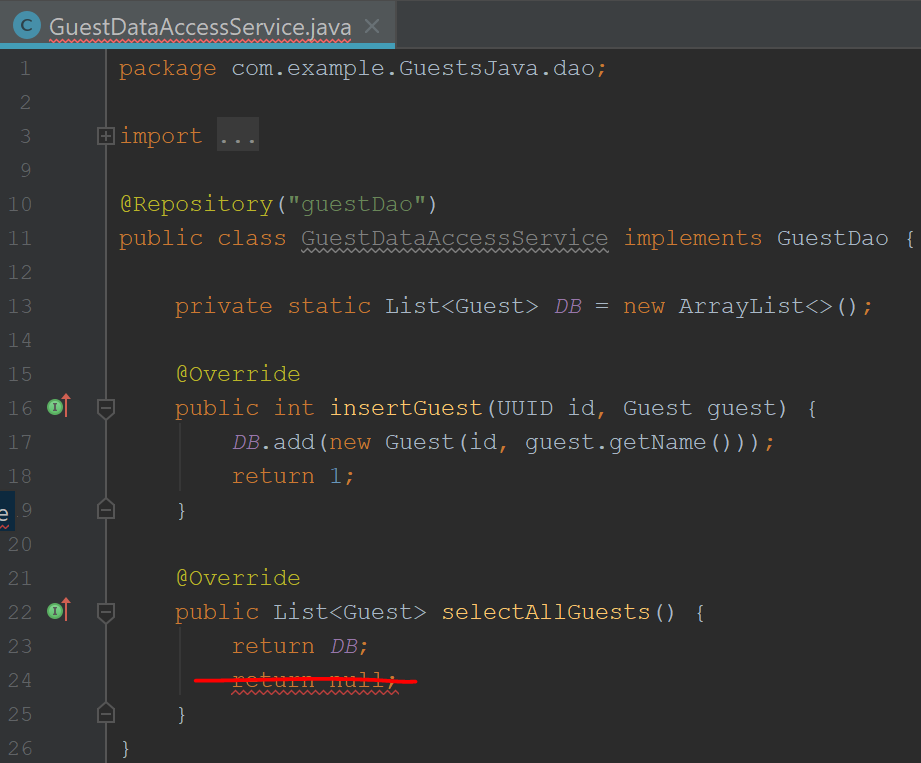 C GuestDataAccessService.java ×
1 package com.example.GuestsJava.dao;
2
3 import ...
9
10 @Repository("guestDao")
11 public class GuestDataAccessService implements GuestDao {
12
13 private static List<Guest> DB = new ArrayList<>();
14
15 @Override
16 public int insertGuest(UUID id, Guest guest) {
17 DB.add(new Guest(id, guest.getName()));
18 return 1;
e 9 }
20
21 @Override
22 public List<Guest> selectAllGuests() {
23 return DB;
24 return null;
25 }
26 }